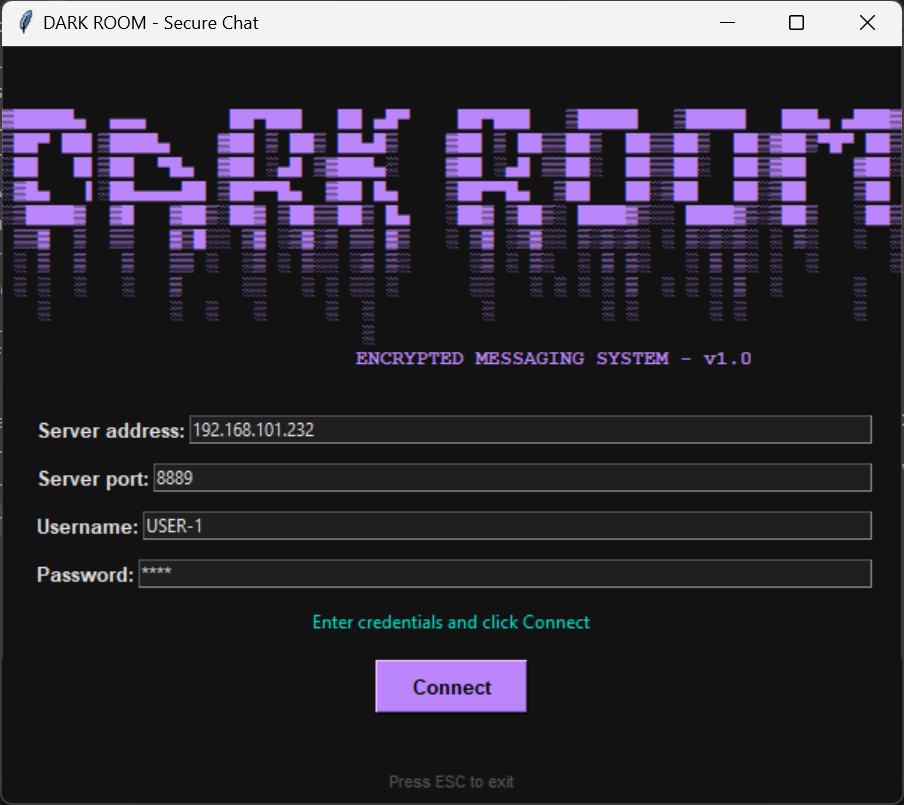 DARK ROOM - Secure Chat
DARK ROOM
ENCRYPTED MESSAGING SYSTEM - v1.0
Server address: 192.168.101.232
Server port: 8889
Username: USER-1
Password: ****
Enter credentials and click Connect
Connect
Press ESC to exit